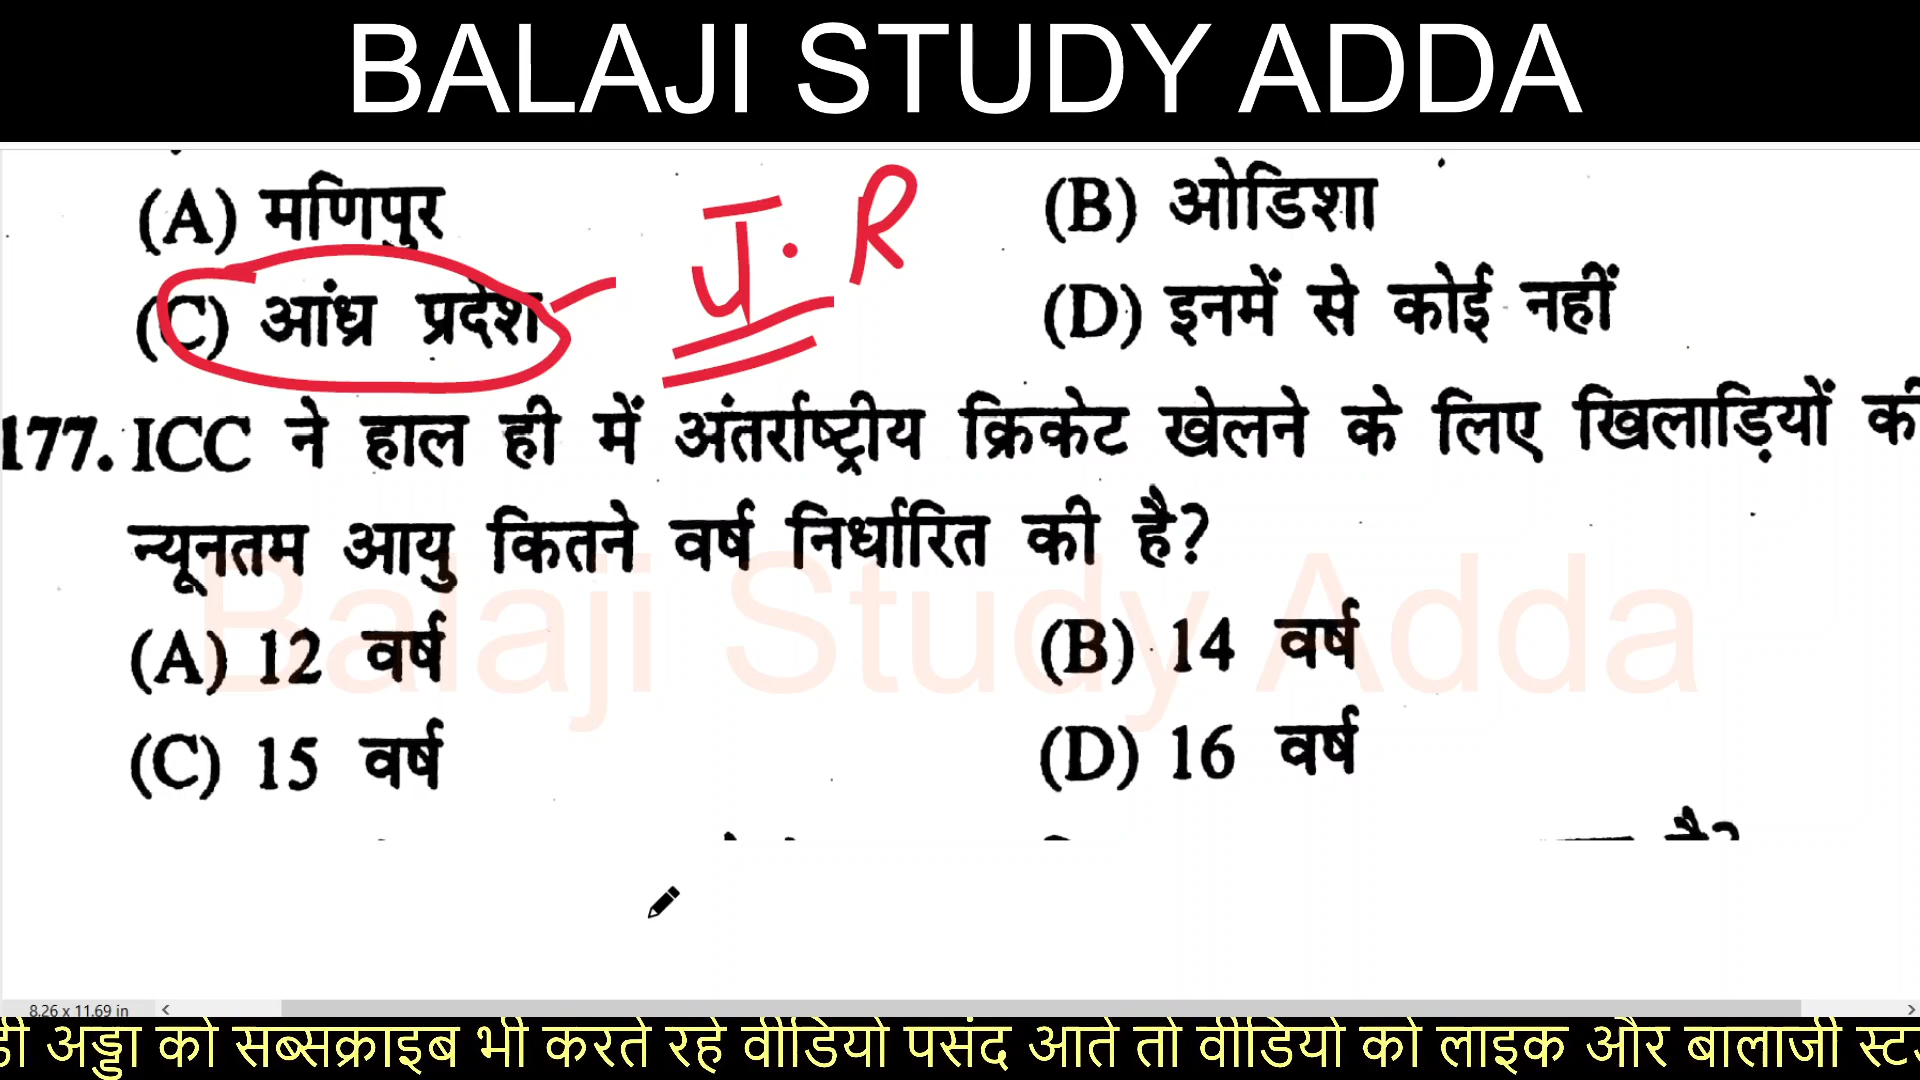 BALAJI STUDY ADDA
(A) मणिपुर
(B) ओडिशा
J. R
(C) आंध्र प्रदेश
(D) इनमें से कोई नहीं
177. ICC ने हाल ही में अंतर्राष्ट्रीय क्रिकेट खेलने के लिए खिलाड़ियों की
न्यूनतम आयु कितने वर्ष निर्धारित की है?
(A) 12 वर्ष
(B) 14 वर्ष
(C) 15 वर्ष
(D) 16 वर्ष
Balaji Study Adda
8.26 x 11.69 in
अड्डा को सब्सक्राइब भी करते रहे वीडियो पसंद आते तो वीडियो को लाइक और बालाजी